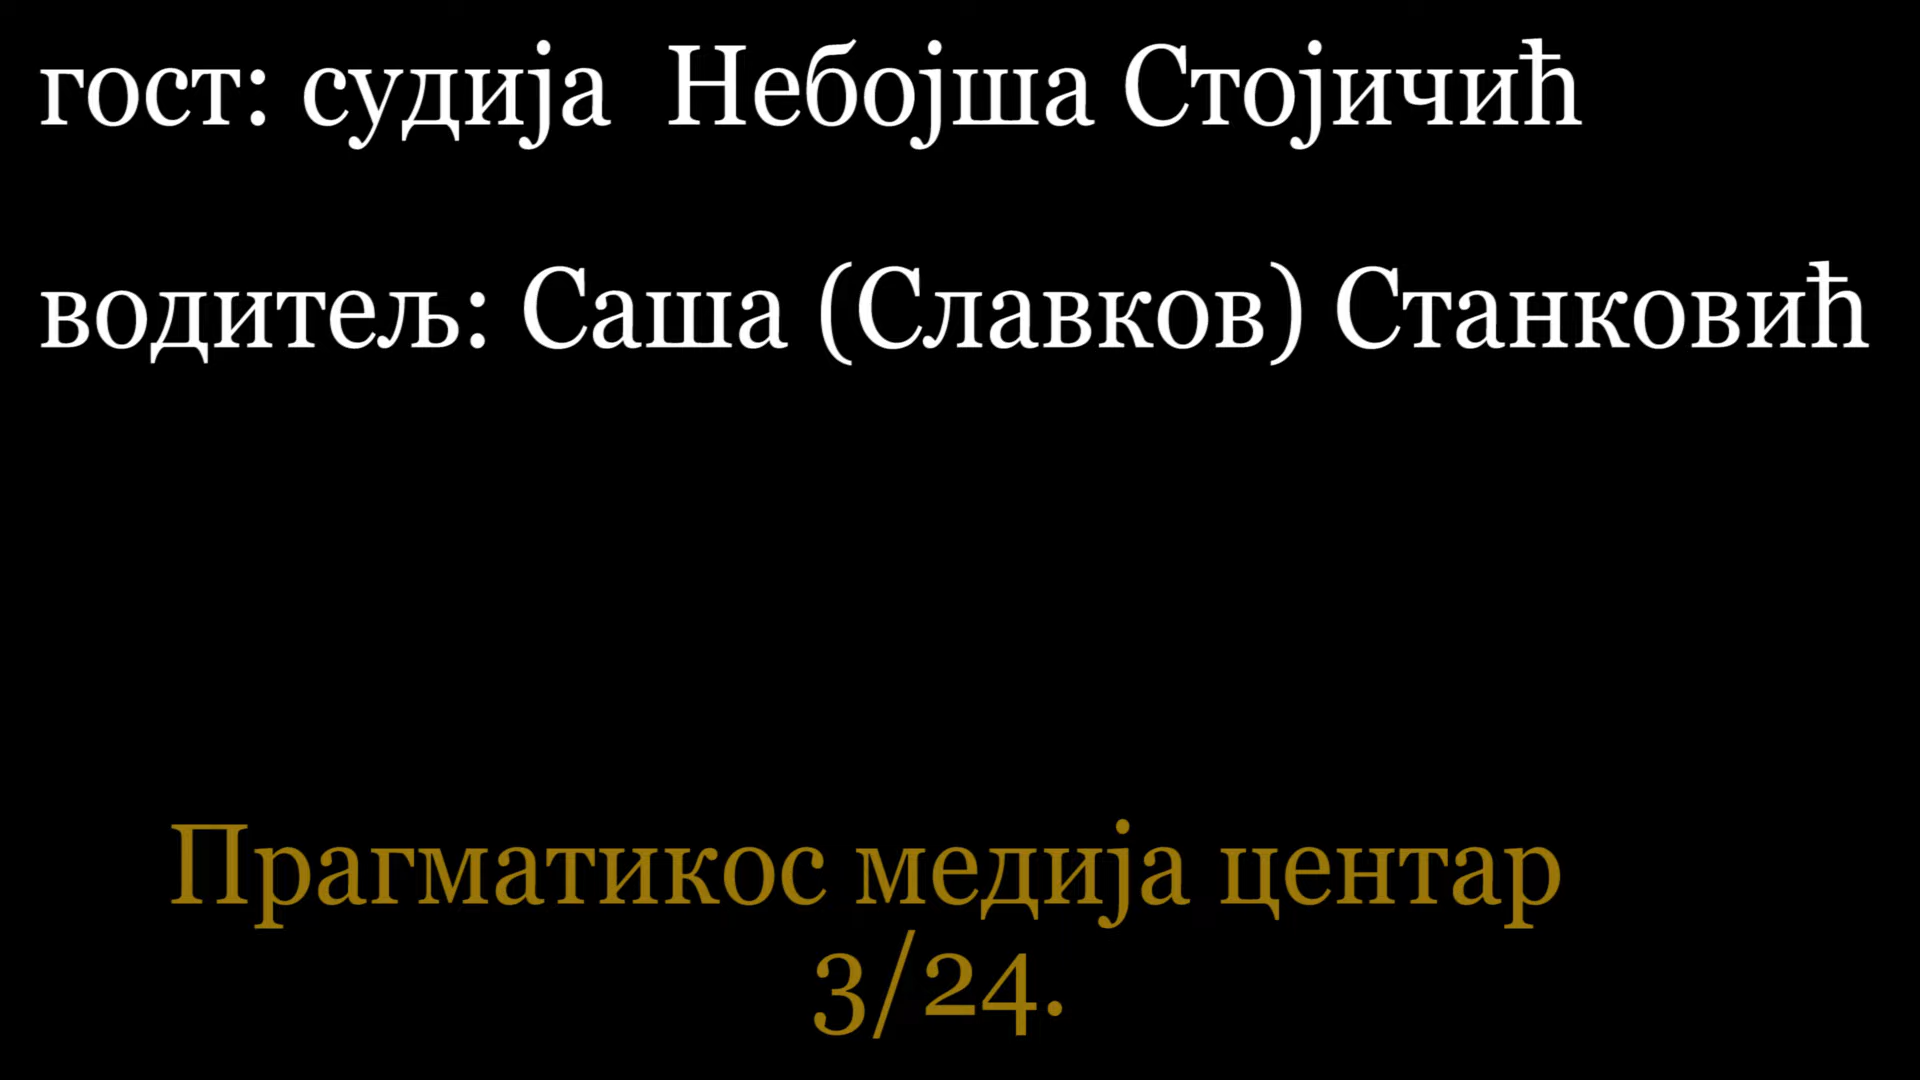 гост: судија  Небојша Стојичић
водитељ: Саша (Славков) Станковић
Прагматикос медија центар
3/24.